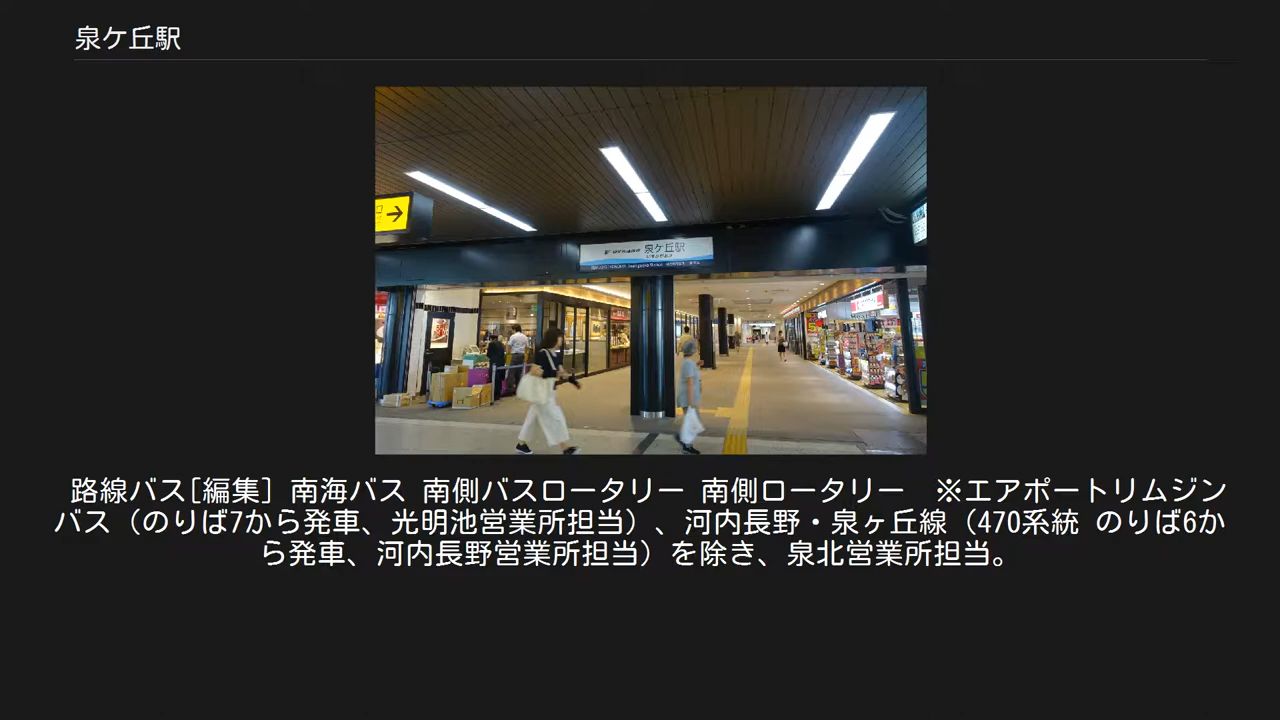 泉ケ丘駅
泉ケ丘駅
路線バス[編集] 南海バス 南側バスロータリー 南側ロータリー　※エアポートリムジン
バス（のりば7から発車、光明池営業所担当）、河内長野・泉ヶ丘線（470系統 のりば6か
ら発車、河内長野営業所担当）を除き、泉北営業所担当。